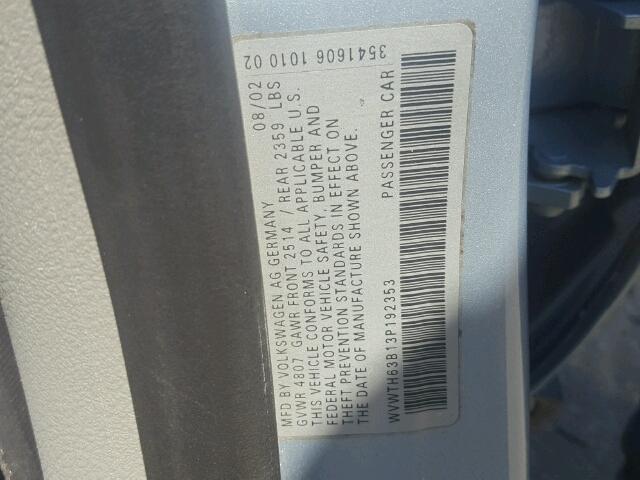 MFD BY VOLKSWAGEN AG GERMANY 08/02
GVWR 4807 GAWR FRONT 2514 / REAR 2359 LBS
THIS VEHICLE CONFORMS TO ALL APPLICABLE U.S.
FEDERAL MOTOR VEHICLE SAFETY, BUMPER AND
THEFT PREVENTION STANDARDS IN EFFECT ON
THE DATE OF MANUFACTURE SHOWN ABOVE.
PASSENGER CAR
WVWTH63B13P192353
3541606 1010 02